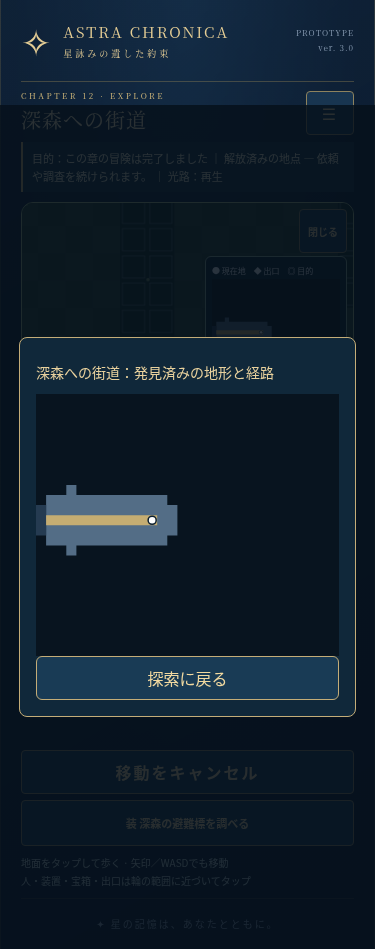 ASTRA CHRONICA
星詠みの遺した約束
PROTOTYPE
ver. 3.0
CHAPTER 12 · EXPLORE
深森への街道
目的：この章の冒険は完了しました ｜ 解放済みの地点 — 依頼
や調査を続けられます。 ｜ 光路：再生
閉じる
●現在地 ◆出口 口目的
深森への街道：発見済みの地形と経路
探索に戻る
移動をキャンセル
装 深森の避難標を調べる
地面をタップして歩く · 矢印／WASDでも移動
人・装置・宝箱・出口は輪の範囲に近づいてタップ
✦ 星の記憶は、あなたとともに。